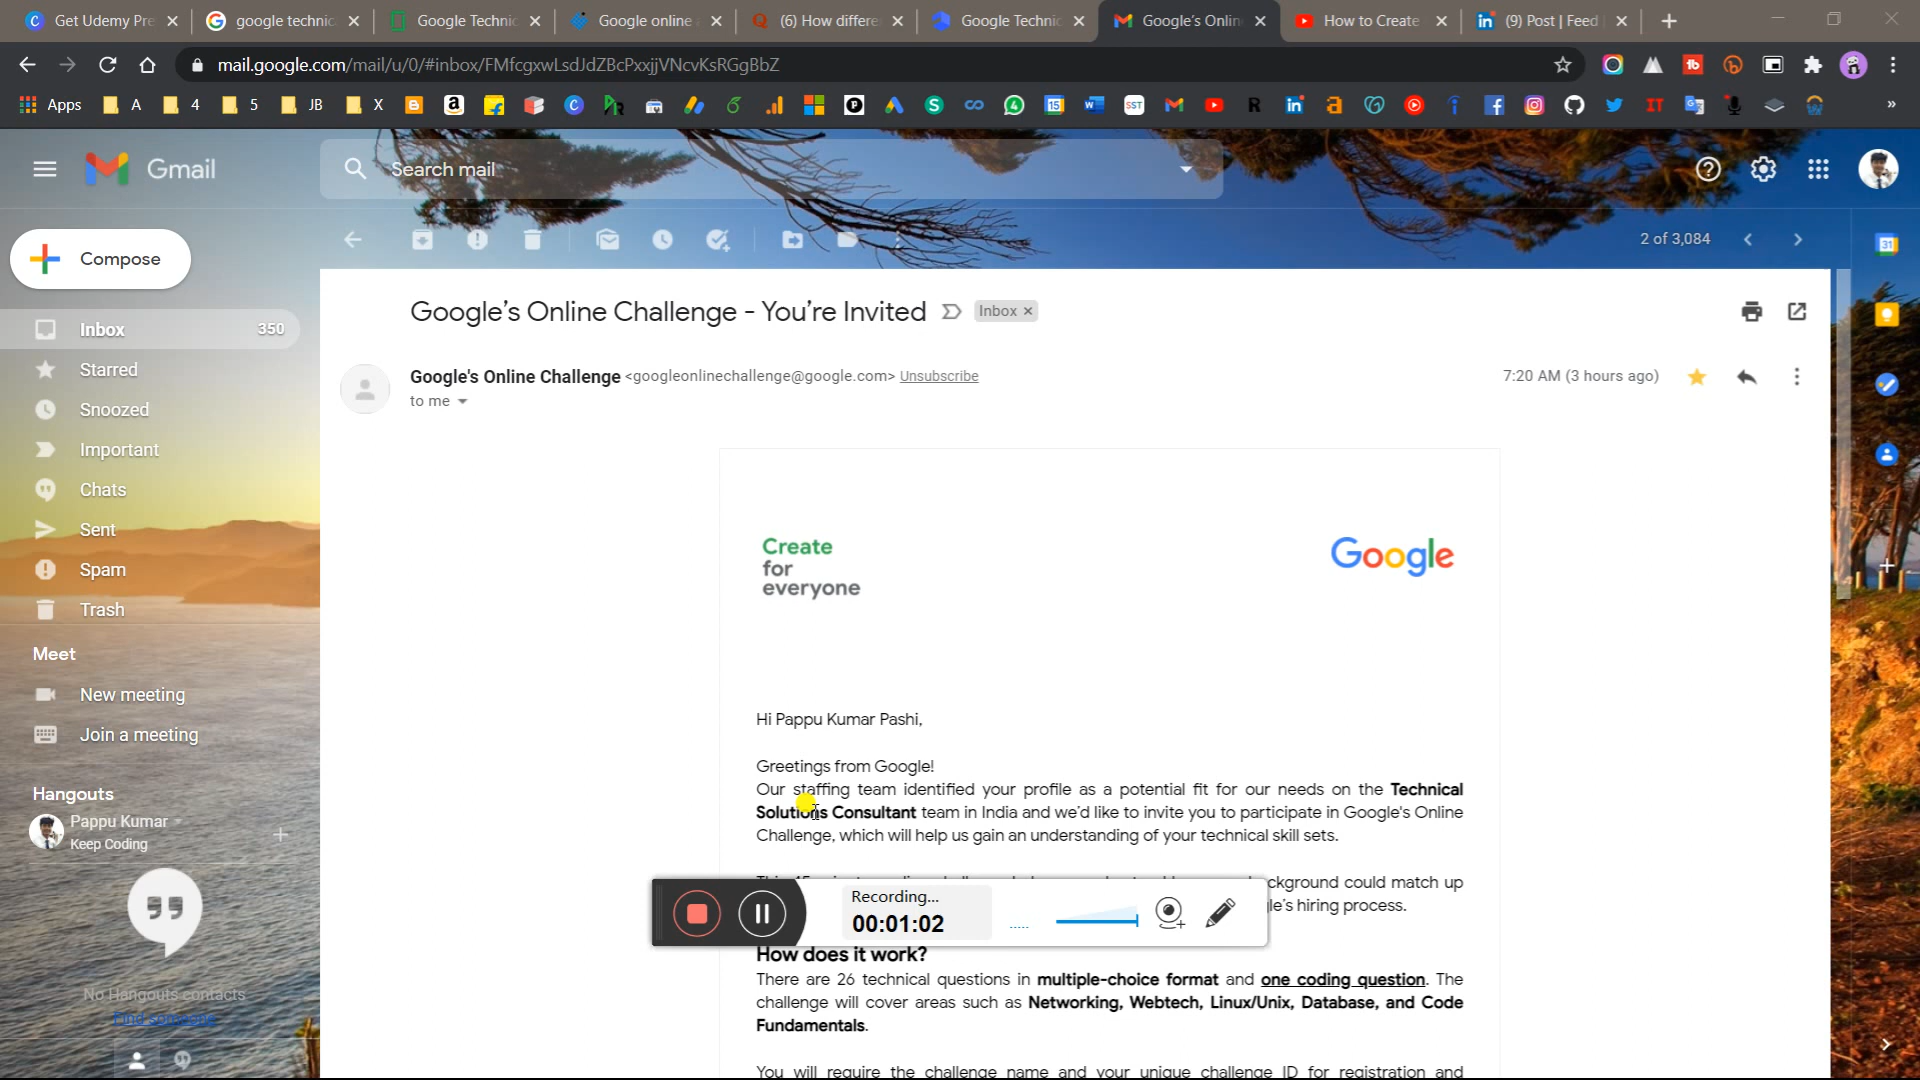 Get Udemy Pre
google technic
Google Technic
Google online
(6) How differe
Google Technic
Google's Onlin
How to Create
(9) Post | Feed
mail.google.com/mail/u/0/#inbox/FMfcgxwLsdJdZBcPxxjjVNcvKsRGgBbZ
Apps A 4 5 JB X
Gmail
Search mail
Compose
2 of 3,084
Google's Online Challenge - You're Invited
Inbox ×
Inbox 350
Starred
Snoozed
Important
Chats
Sent
Spam
Trash
Google's Online Challenge <googleonlinechallenge@google.com> Unsubscribe
7:20 AM (3 hours ago)
to me
Create
for
everyone
Google
Meet
New meeting
Join a meeting
Hangouts
Pappu Kumar
Keep Coding
No Hangouts contacts
Find someone
Hi Pappu Kumar Pashi,
Greetings from Google!
Our staffing team identified your profile as a potential fit for our needs on the Technical
Solutions Consultant team in India and we'd like to invite you to participate in Google's Online
Challenge, which will help us gain an understanding of your technical skill sets.
could match up
hiring process.
Recording...
00:01:02
How does it work?
There are 26 technical questions in multiple-choice format and one coding question. The
challenge will cover areas such as Networking, Webtech, Linux/Unix, Database, and Code
Fundamentals.
You will require the challenge name and your unique challenge ID for registration and